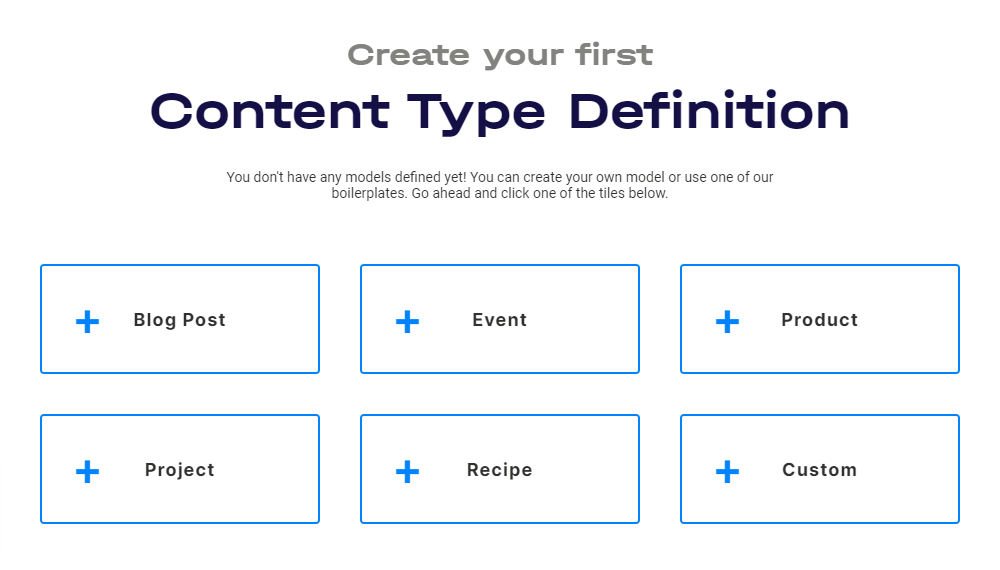 Create your first
Content Type Definition
You don't have any models defined yet! You can create your own model or use one of our
boilerplates. Go ahead and click one of the tiles below.
Blog Post
Event
Product
Project
Recipe
Custom